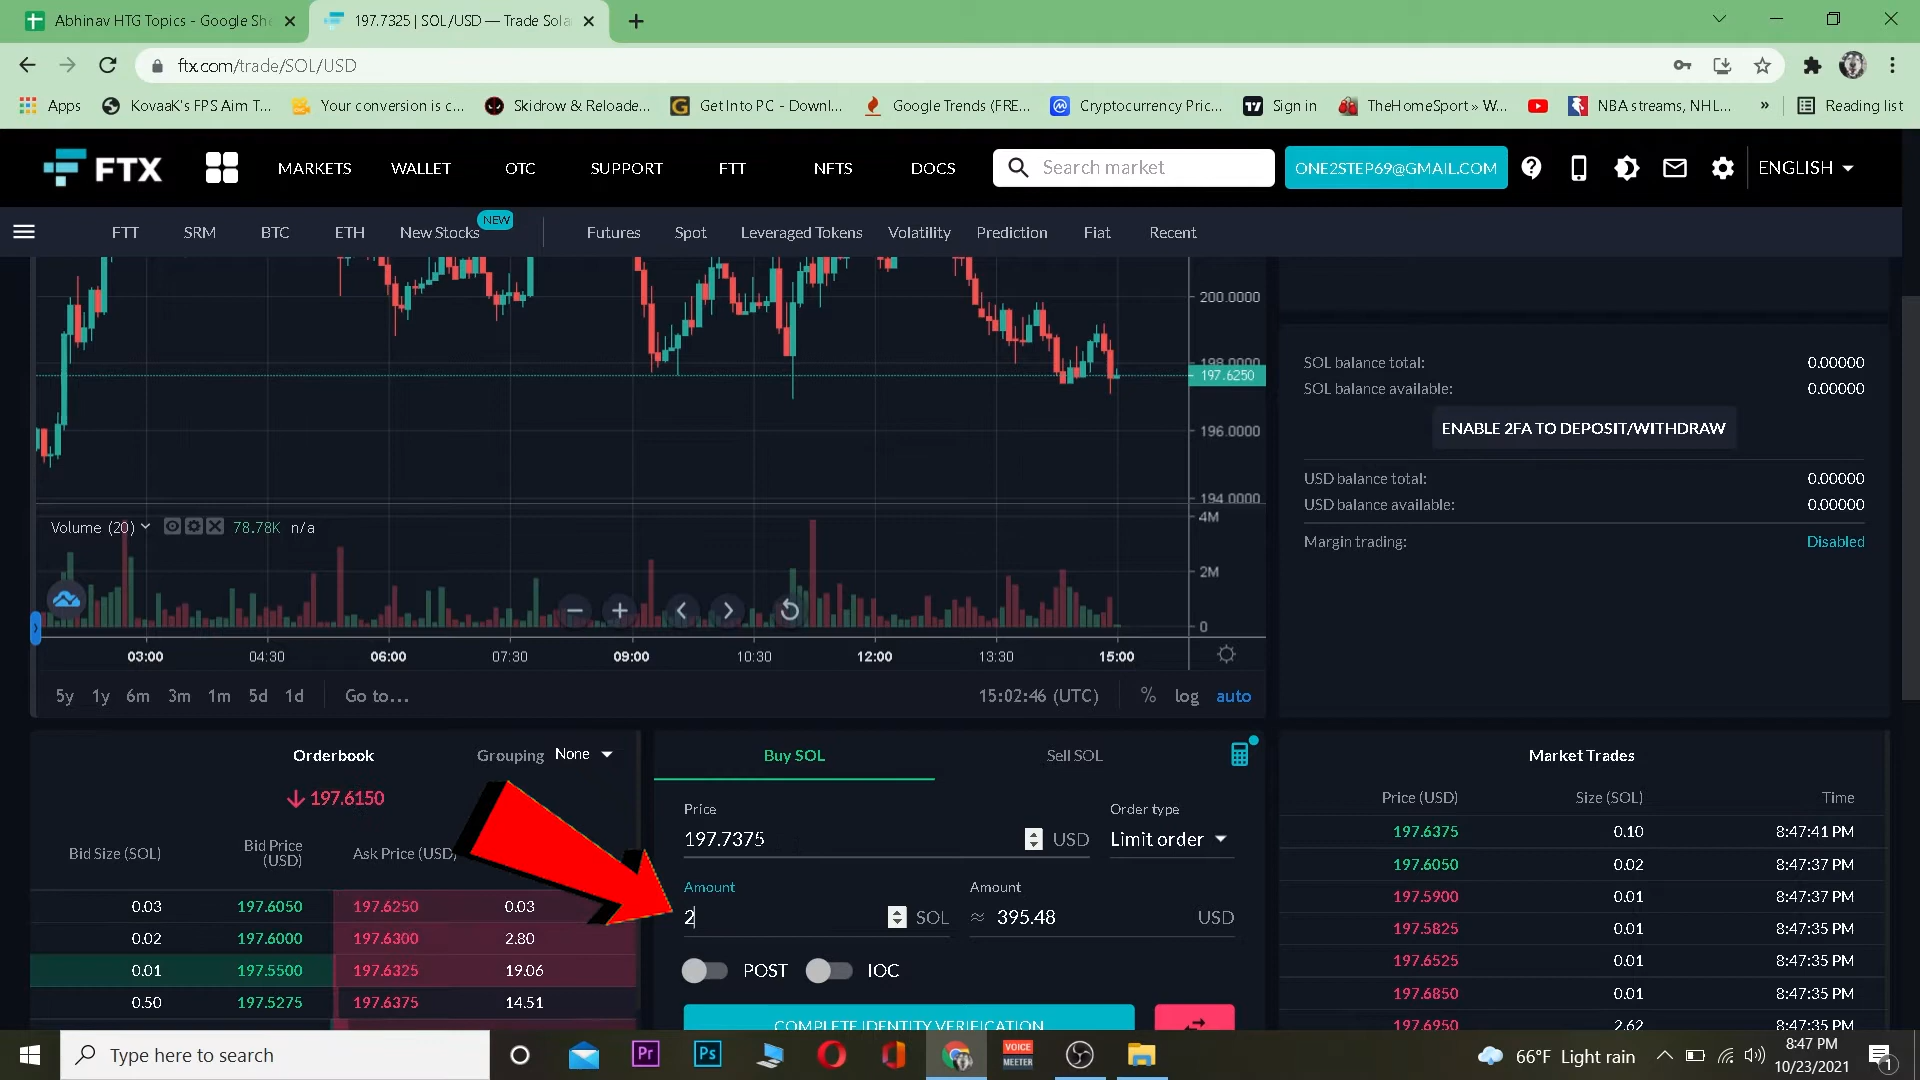 Abhinav HTG Topics - Google She
197.7325 | SOL/USD — Trade Sola
ftx.com/trade/SOL/USD
Apps
KovaaK's FPS Aim T...
Your conversion is c...
Skidrow & Reloade...
Get Into PC - Downl...
Google Trends (FRE...
Cryptocurrency Pric...
Sign in
TheHomeSport » W...
NBA streams, NHL...
»
Reading list
FTX
MARKETS
WALLET
OTC
SUPPORT
FTT
NFTS
DOCS
Search market
ONE2STEP69@GMAIL.COM
ENGLISH
FTT
SRM
BTC
ETH
New Stocks
NEW
Futures
Spot
Leveraged Tokens
Volatility
Prediction
Fiat
Recent
200.0000
198.0000
197.6250
196.0000
194.0000
Volume (20)
78.78K n/a
4M
2M
0
03:00
04:30
06:00
07:30
09:00
10:30
12:00
13:30
15:00
5y 1y 6m 3m 1m 5d 1d
Go to...
15:02:46 (UTC)
% log auto
SOL balance total: 0.00000
SOL balance available: 0.00000
ENABLE 2FA TO DEPOSIT/WITHDRAW
USD balance total: 0.00000
USD balance available: 0.00000
Margin trading: Disabled
Orderbook
Grouping None
197.6150
Bid Size (SOL)
Bid Price (USD)
Ask Price (USD)
0.03 197.6050 197.6250 0.03
0.02 197.6000 197.6300 2.80
0.01 197.5500 197.6325 19.06
0.50 197.5275 197.6375 14.51
Buy SOL
Sell SOL
Price
197.7375 USD
Order type
Limit order
Amount
2 SOL
Amount
≈ 395.48 USD
POST
IOC
COMPLETE IDENTITY VERIFICATION
Market Trades
Price (USD) Size (SOL) Time
197.6375 0.10 8:47:41 PM
197.6050 0.02 8:47:37 PM
197.5900 0.01 8:47:37 PM
197.5825 0.01 8:47:35 PM
197.6525 0.01 8:47:35 PM
197.6850 0.01 8:47:35 PM
197.6950 2.62 8:47:35 PM
Type here to search
Pr
Ps
VOICE
MEETER
66°F Light rain
8:47 PM
10/23/2021
1